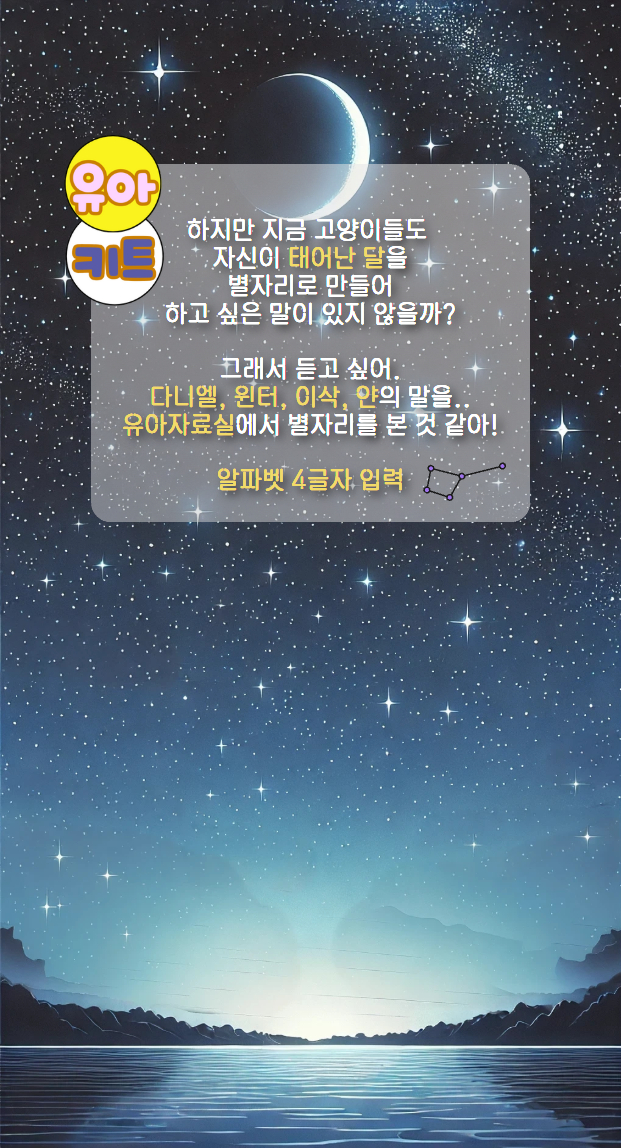 유아
키트
하지만 지금 고양이들도
자신이 태어난 달을
별자리로 만들어
하고 싶은 말이 있지 않을까?
그래서 듣고 싶어.
다니엘, 윈터, 이삭, 얀의 말을..
유아자료실에서 별자리를 본 것 같아!
알파벳 4글자 입력